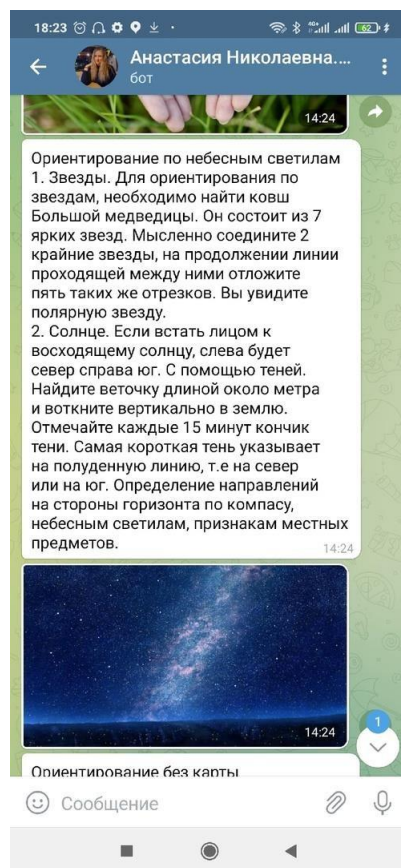 18:23
4G
62
Анастасия Николаевна....
бот
14:24
Ориентирование по небесным светилам
1. Звезды. Для ориентирования по
звездам, необходимо найти ковш
Большой медведицы. Он состоит из 7
ярких звезд. Мысленно соедините 2
крайние звезды, на продолжении линии
проходящей между ними отложите
пять таких же отрезков. Вы увидите
полярную звезду.
2. Солнце. Если встать лицом к
восходящему солнцу, слева будет
север справа юг. С помощью теней.
Найдите веточку длиной около метра
и воткните вертикально в землю.
Отмечайте каждые 15 минут кончик
тени. Самая короткая тень указывает
на полуденную линию, т.е на север
или на юг. Определение направлений
на стороны горизонта по компасу,
небесным светилам, признакам местных
предметов.
14:24
14:24
1
Ориентирование без карты
Сообщение